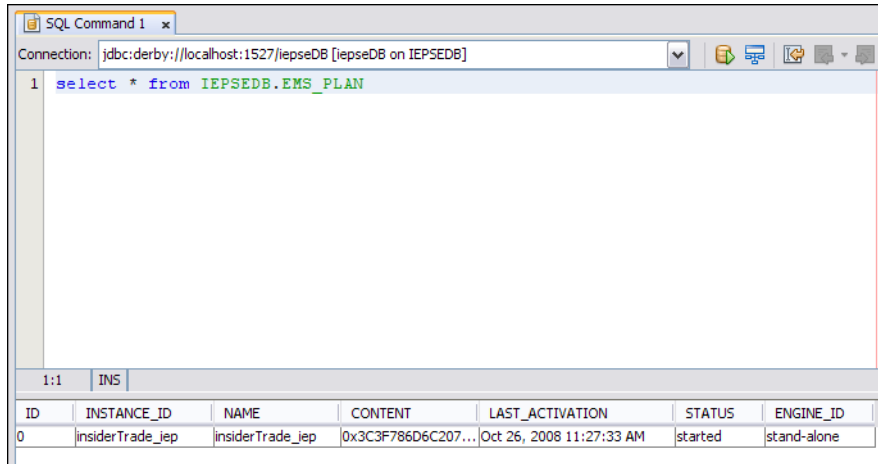 SQL Command 1 x
Connection: jdbc:derby://localhost:1527/iepseDB [iepseDB on IEPSEDB]
1 select * from IEPSEDB.EMS_PLAN
1:1 INS
ID INSTANCE_ID NAME CONTENT LAST_ACTIVATION STATUS ENGINE_ID
0 insiderTrade_iep insiderTrade_iep 0x3C3F786D6C207... Oct 26, 2008 11:27:33 AM started stand-alone